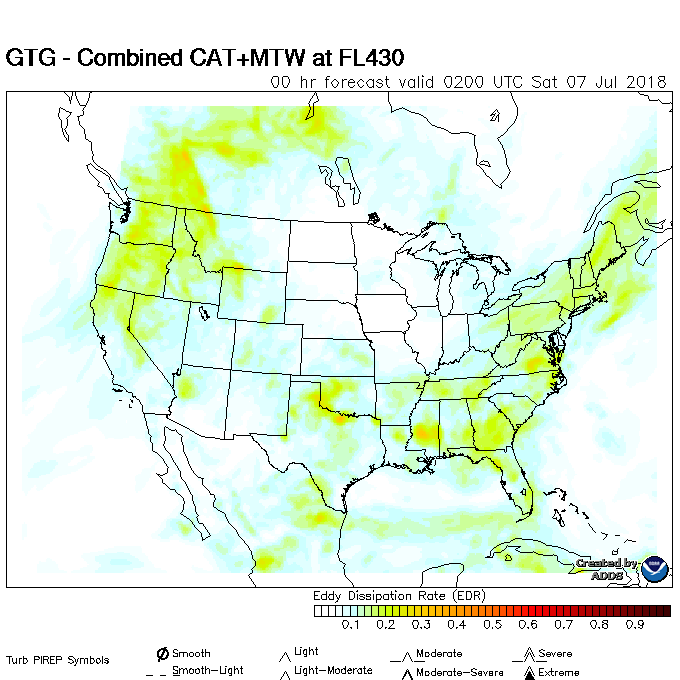 GTG - Combined CAT+MTW at FL430
00 hr forecast valid 0200 UTC Sat 07 Jul 2018
Created by
ADDS
Eddy Dissipation Rate (EDR)
0.1 0.2 0.3 0.4 0.5 0.6 0.7 0.8 0.9
Turb PIREP Symbols
Smooth Light Moderate Severe
Smooth-Light Light-Moderate Moderate-Severe Extreme